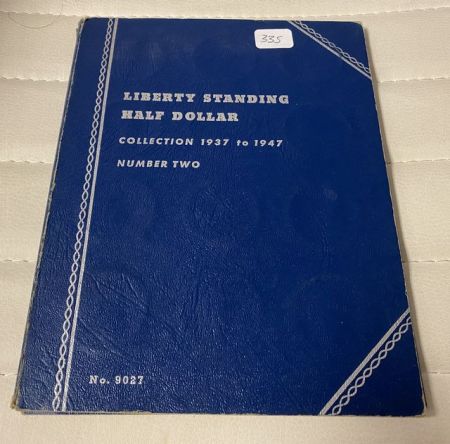 335
LIBERTY STANDING
HALF DOLLAR
COLLECTION 1937 to 1947
NUMBER TWO
No. 9027